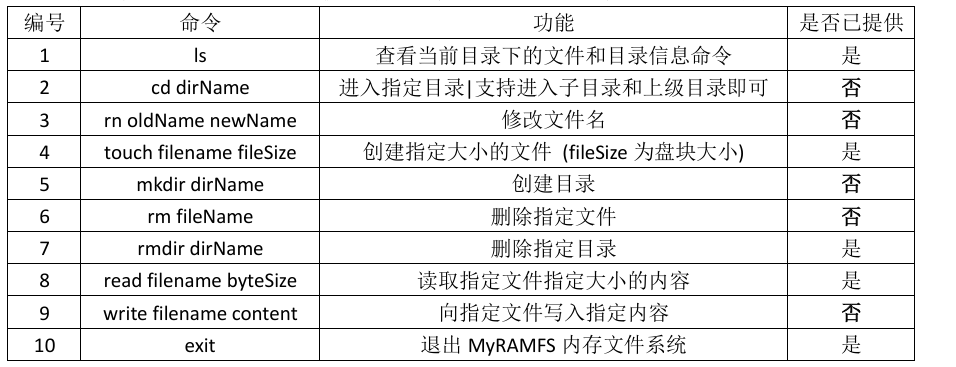 编号 命令 功能 是否已提供
1 ls 查看当前目录下的文件和目录信息命令 是
2 cd dirName 进入指定目录|支持进入子目录和上级目录即可 否
3 rn oldName newName 修改文件名 否
4 touch filename fileSize 创建指定大小的文件 (fileSize 为盘块大小) 是
5 mkdir dirName 创建目录 否
6 rm fileName 删除指定文件 否
7 rmdir dirName 删除指定目录 是
8 read filename byteSize 读取指定文件指定大小的内容 是
9 write filename content 向指定文件写入指定内容 否
10 exit 退出 MyRAMFS 内存文件系统 是